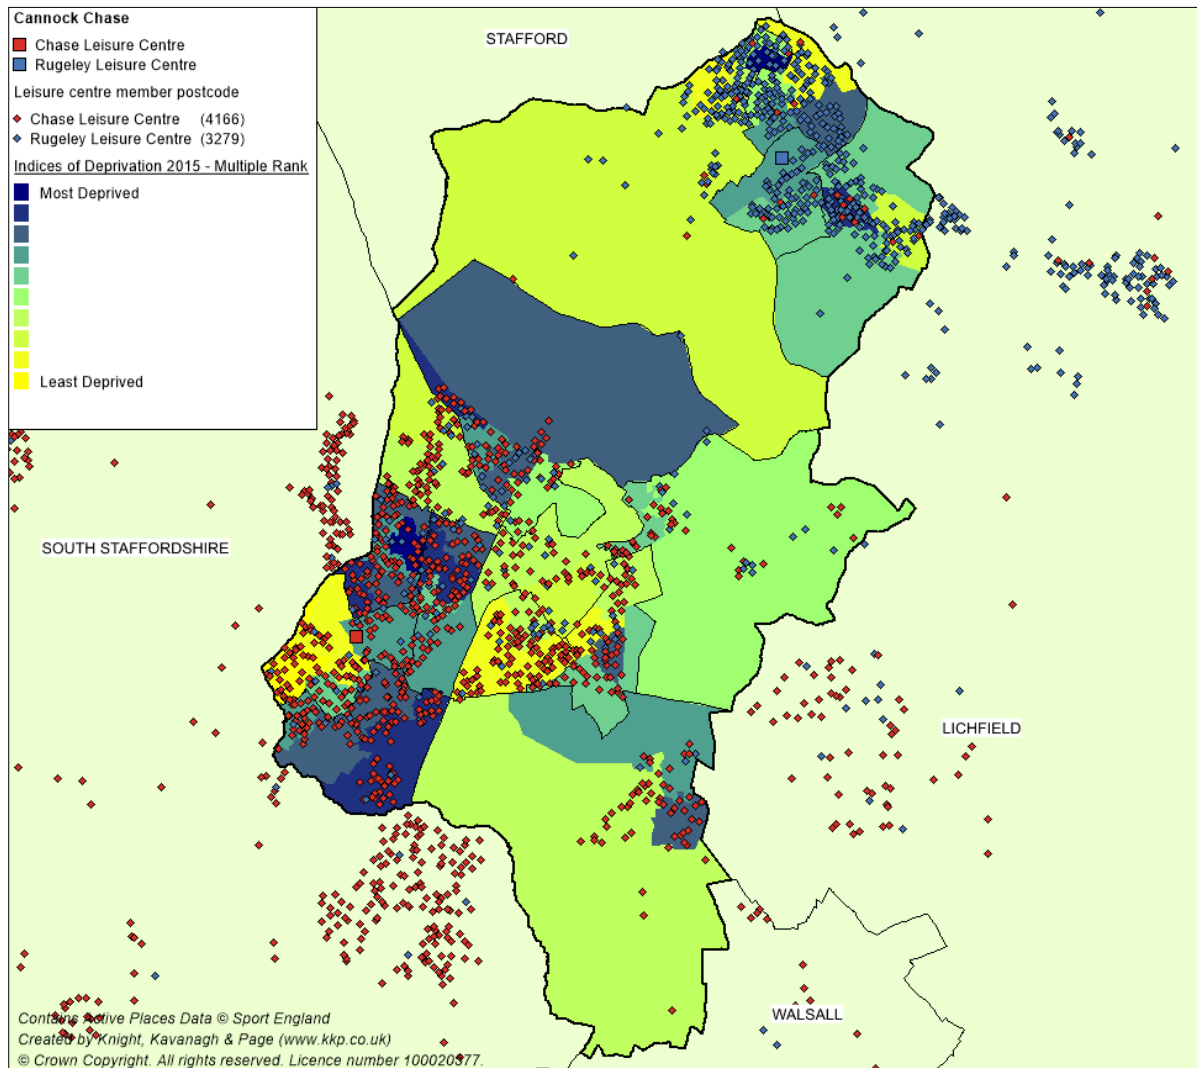 Cannock Chase
Chase Leisure Centre
Rugeley Leisure Centre
Leisure centre member postcode
Chase Leisure Centre (4166)
Rugeley Leisure Centre (3279)
Indices of Deprivation 2015 - Multiple Rank
Most Deprived
Least Deprived
STAFFORD
SOUTH STAFFORDSHIRE
LICHFIELD
WALSALL
Contains Active Places Data © Sport England
Created by Knight, Kavanagh & Page (www.kkp.co.uk)
© Crown Copyright. All rights reserved. Licence number 100020577.